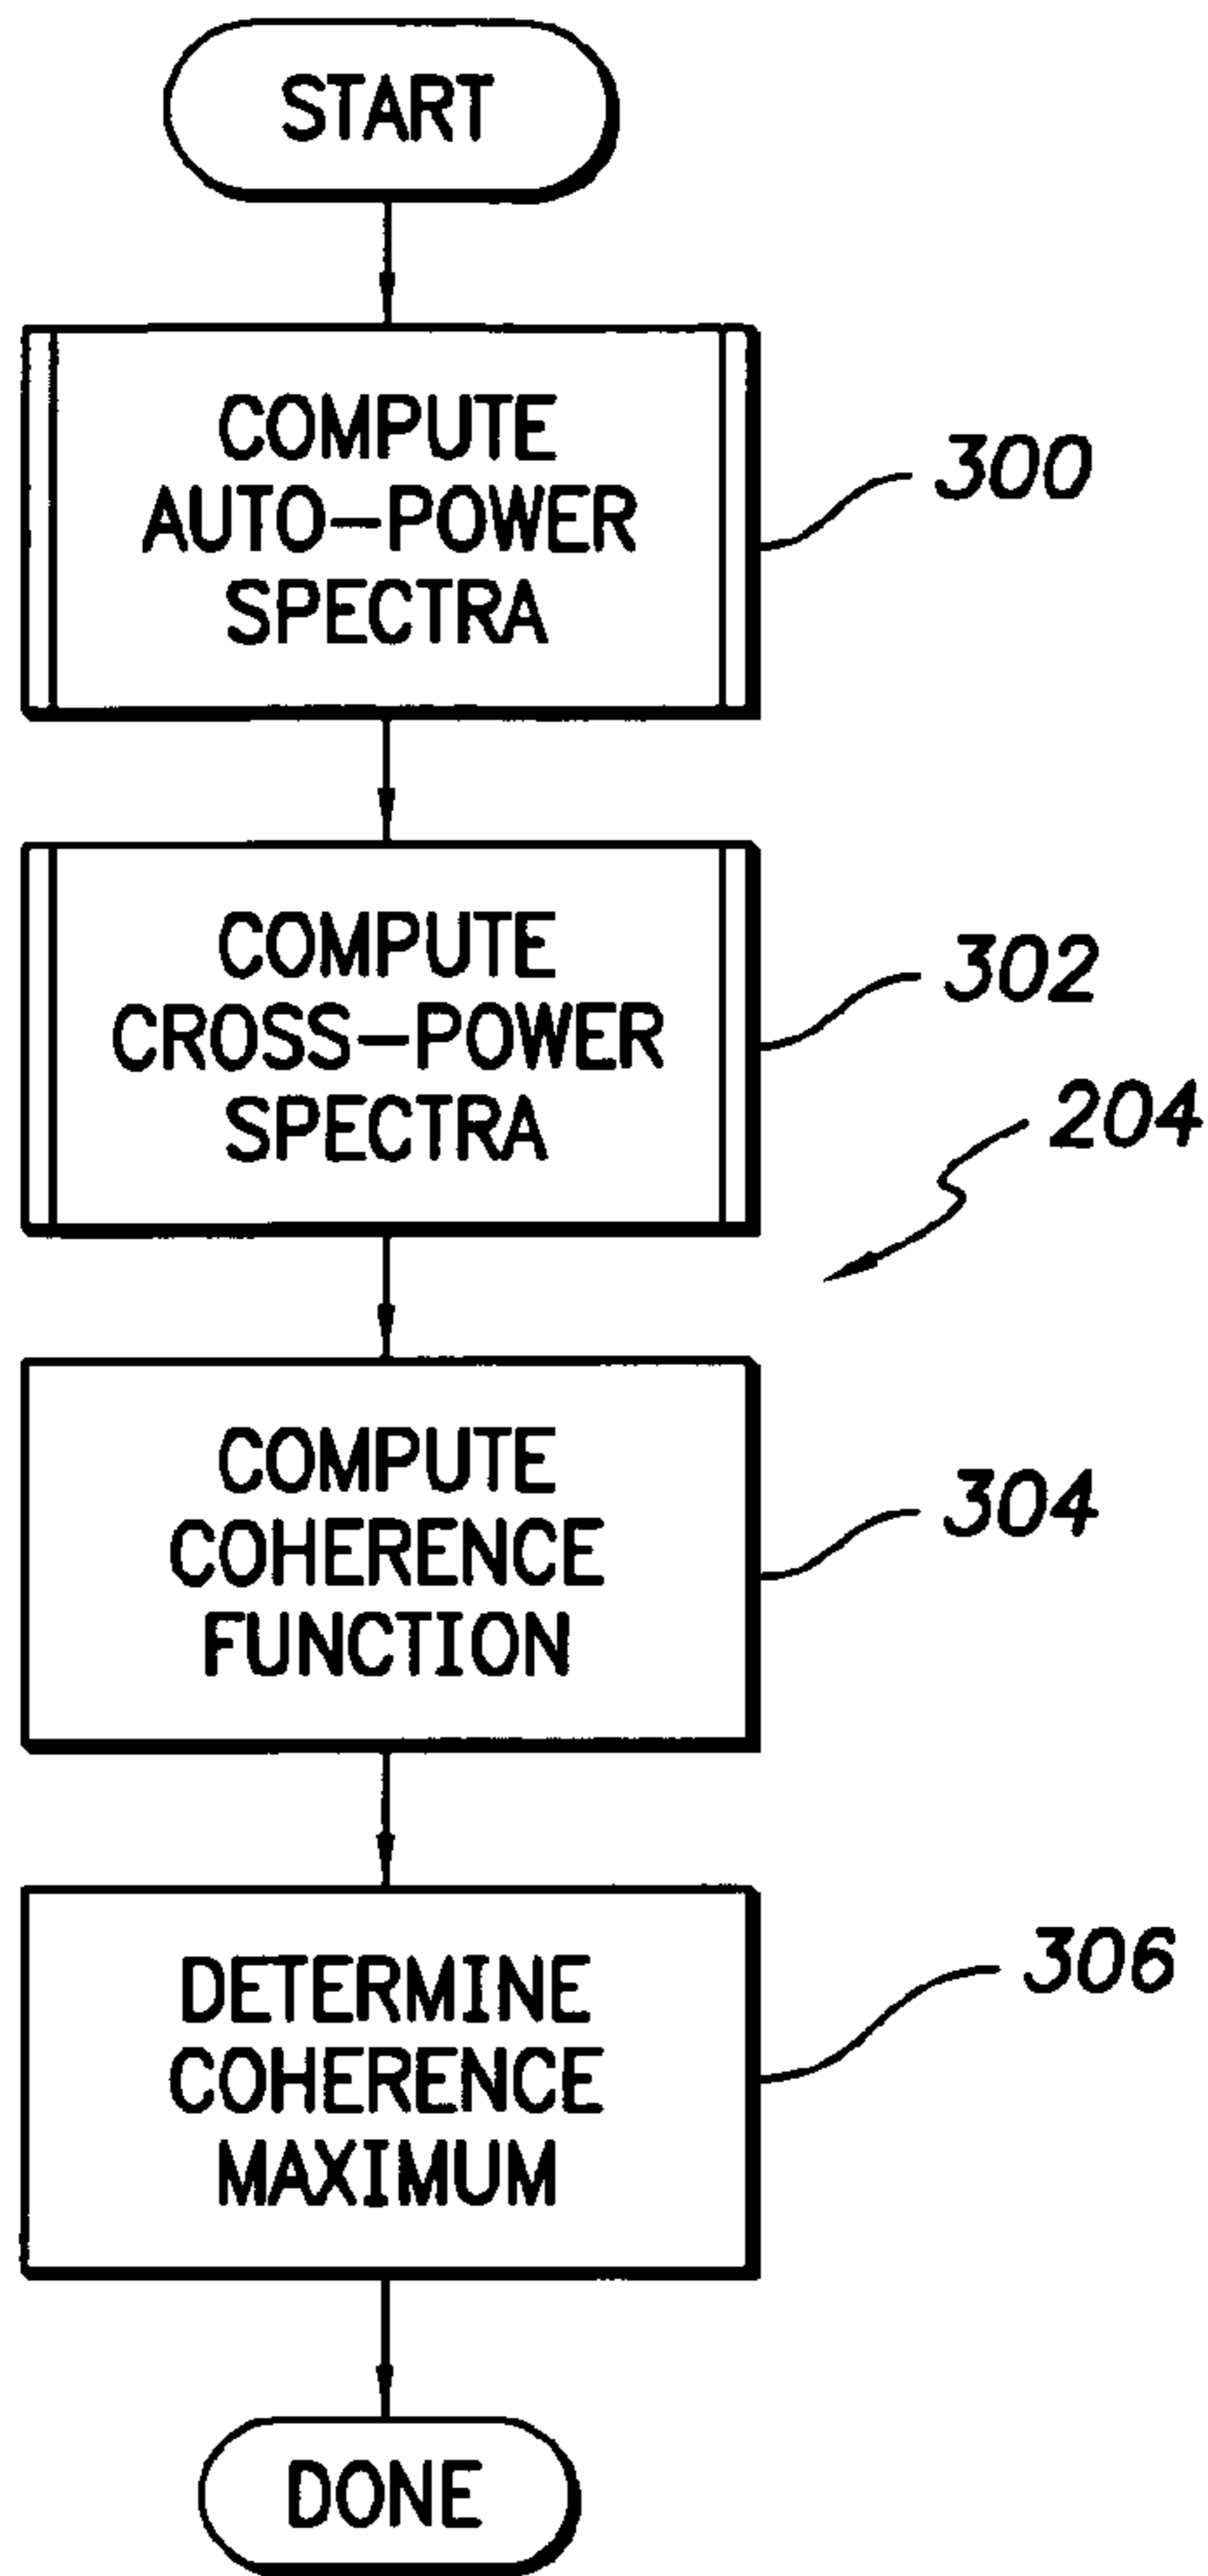 START
COMPUTE
AUTO-POWER
SPECTRA
300
COMPUTE
CROSS-POWER
SPECTRA
302
204
COMPUTE
COHERENCE
FUNCTION
304
DETERMINE
COHERENCE
MAXIMUM
306
DONE